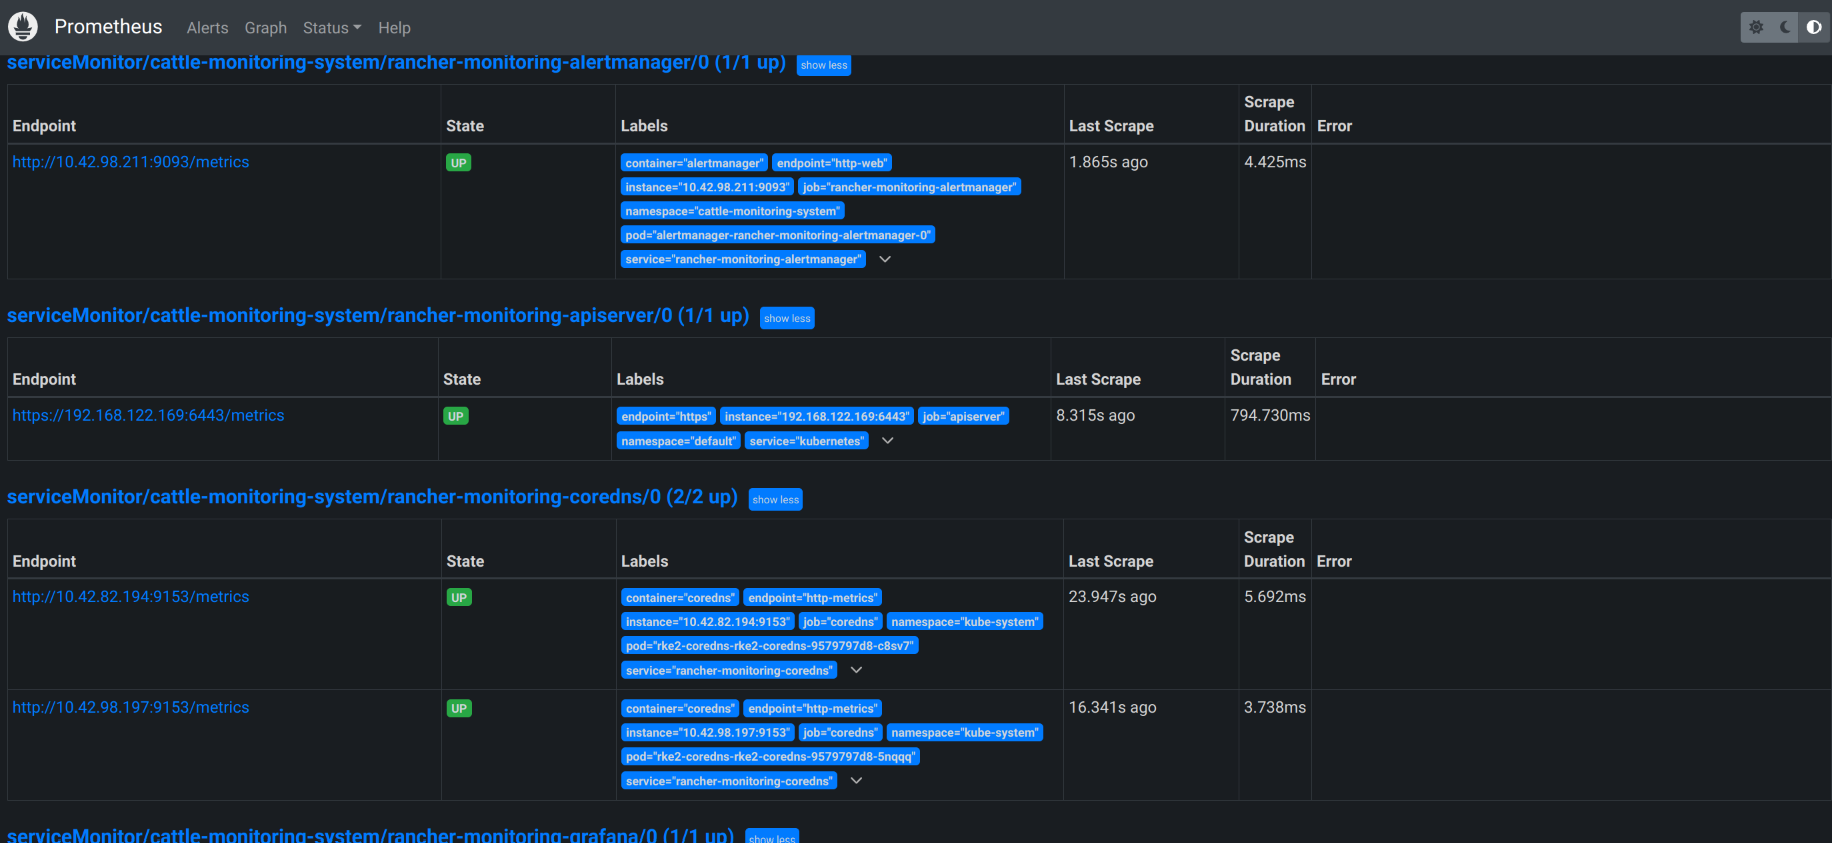 Prometheus Alerts Graph Status Help
serviceMonitor/cattle-monitoring-system/rancher-monitoring-alertmanager/0 (1/1 up) show less
Endpoint State Labels Last Scrape Scrape Duration Error
http://10.42.98.211:9093/metrics UP container="alertmanager" endpoint="http-web" 1.865s ago 4.425ms
instance="10.42.98.211:9093" job="rancher-monitoring-alertmanager"
namespace="cattle-monitoring-system"
pod="alertmanager-rancher-monitoring-alertmanager-0"
service="rancher-monitoring-alertmanager"
serviceMonitor/cattle-monitoring-system/rancher-monitoring-apiserver/0 (1/1 up) show less
Endpoint State Labels Last Scrape Scrape Duration Error
https://192.168.122.169:6443/metrics UP endpoint="https" instance="192.168.122.169:6443" job="apiserver" 8.315s ago 794.730ms
namespace="default" service="kubernetes"
serviceMonitor/cattle-monitoring-system/rancher-monitoring-coredns/0 (2/2 up) show less
Endpoint State Labels Last Scrape Scrape Duration Error
http://10.42.82.194:9153/metrics UP container="coredns" endpoint="http-metrics" 23.947s ago 5.692ms
instance="10.42.82.194:9153" job="coredns" namespace="kube-system"
pod="rke2-coredns-rke2-coredns-9579797d8-c8sv7"
service="rancher-monitoring-coredns"
http://10.42.98.197:9153/metrics UP container="coredns" endpoint="http-metrics" 16.341s ago 3.738ms
instance="10.42.98.197:9153" job="coredns" namespace="kube-system"
pod="rke2-coredns-rke2-coredns-9579797d8-5nqqq"
service="rancher-monitoring-coredns"
serviceMonitor/cattle-monitoring-system/rancher-monitoring-grafana/0 (1/1 up) show less